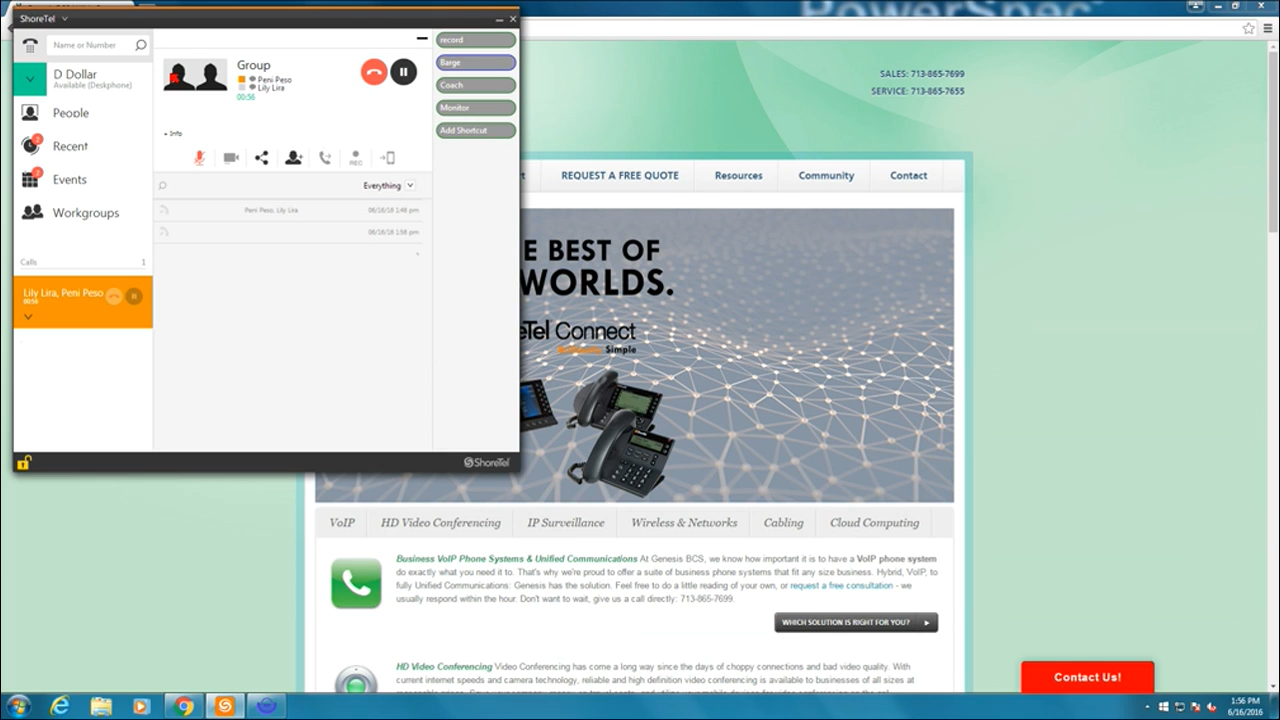 PowerSpec
ShoreTel
Name or Number
D Dollar
Available (Deskphone)
People
2
Recent
2
Events
Workgroups
Calls
1
Lily Lira, Peni Peso
00:56
Group
Peni Peso
Lily Lira
00:56
Info
REC
Everything
Peni Peso, Lily Lira
06/16/16 1:48 pm
06/16/16 1:56 pm
record
Barge
Coach
Monitor
Add Shortcut
ShoreTel
SALES: 713-865-7699
SERVICE: 713-865-7655
REQUEST A FREE QUOTE
Resources
Community
Contact
E BEST OF
WORLDS.
eTel Connect
Simple
VoIP
HD Video Conferencing
IP Surveillance
Wireless & Networks
Cabling
Cloud Computing
Business VoIP Phone Systems & Unified Communications At Genesis BCS, we know how important it is to have a VoIP phone system
do exactly what you need it to. That's why we're proud to offer a suite of business phone systems that fit any size business. Hybrid, VoIP, to
fully Unified Communications: Genesis has the solution. Feel free to do a little reading of your own, or request a free consultation - we
usually respond within the hour. Don't want to wait, give us a call directly: 713-865-7699.
WHICH SOLUTION IS RIGHT FOR YOU?
HD Video Conferencing Video Conferencing has come a long way since the days of choppy connections and bad video quality. With
current internet speeds and camera technology, reliable and high definition video conferencing is available to businesses of all sizes at
Contact Us!
1:56 PM
6/16/2016